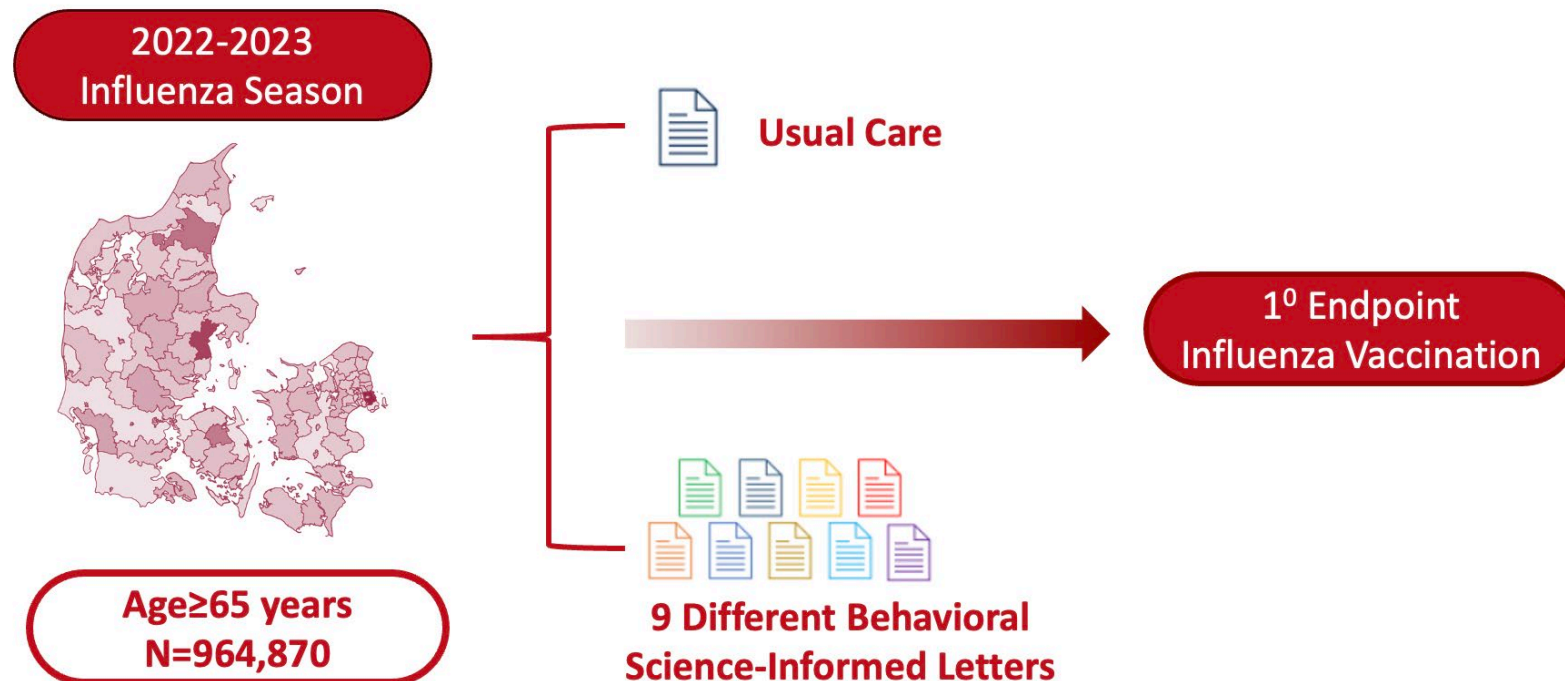 2022-2023
Influenza Season
Usual Care
1⁰ Endpoint
Influenza Vaccination
Age≥65 years
N=964,870
9 Different Behavioral
Science-Informed Letters